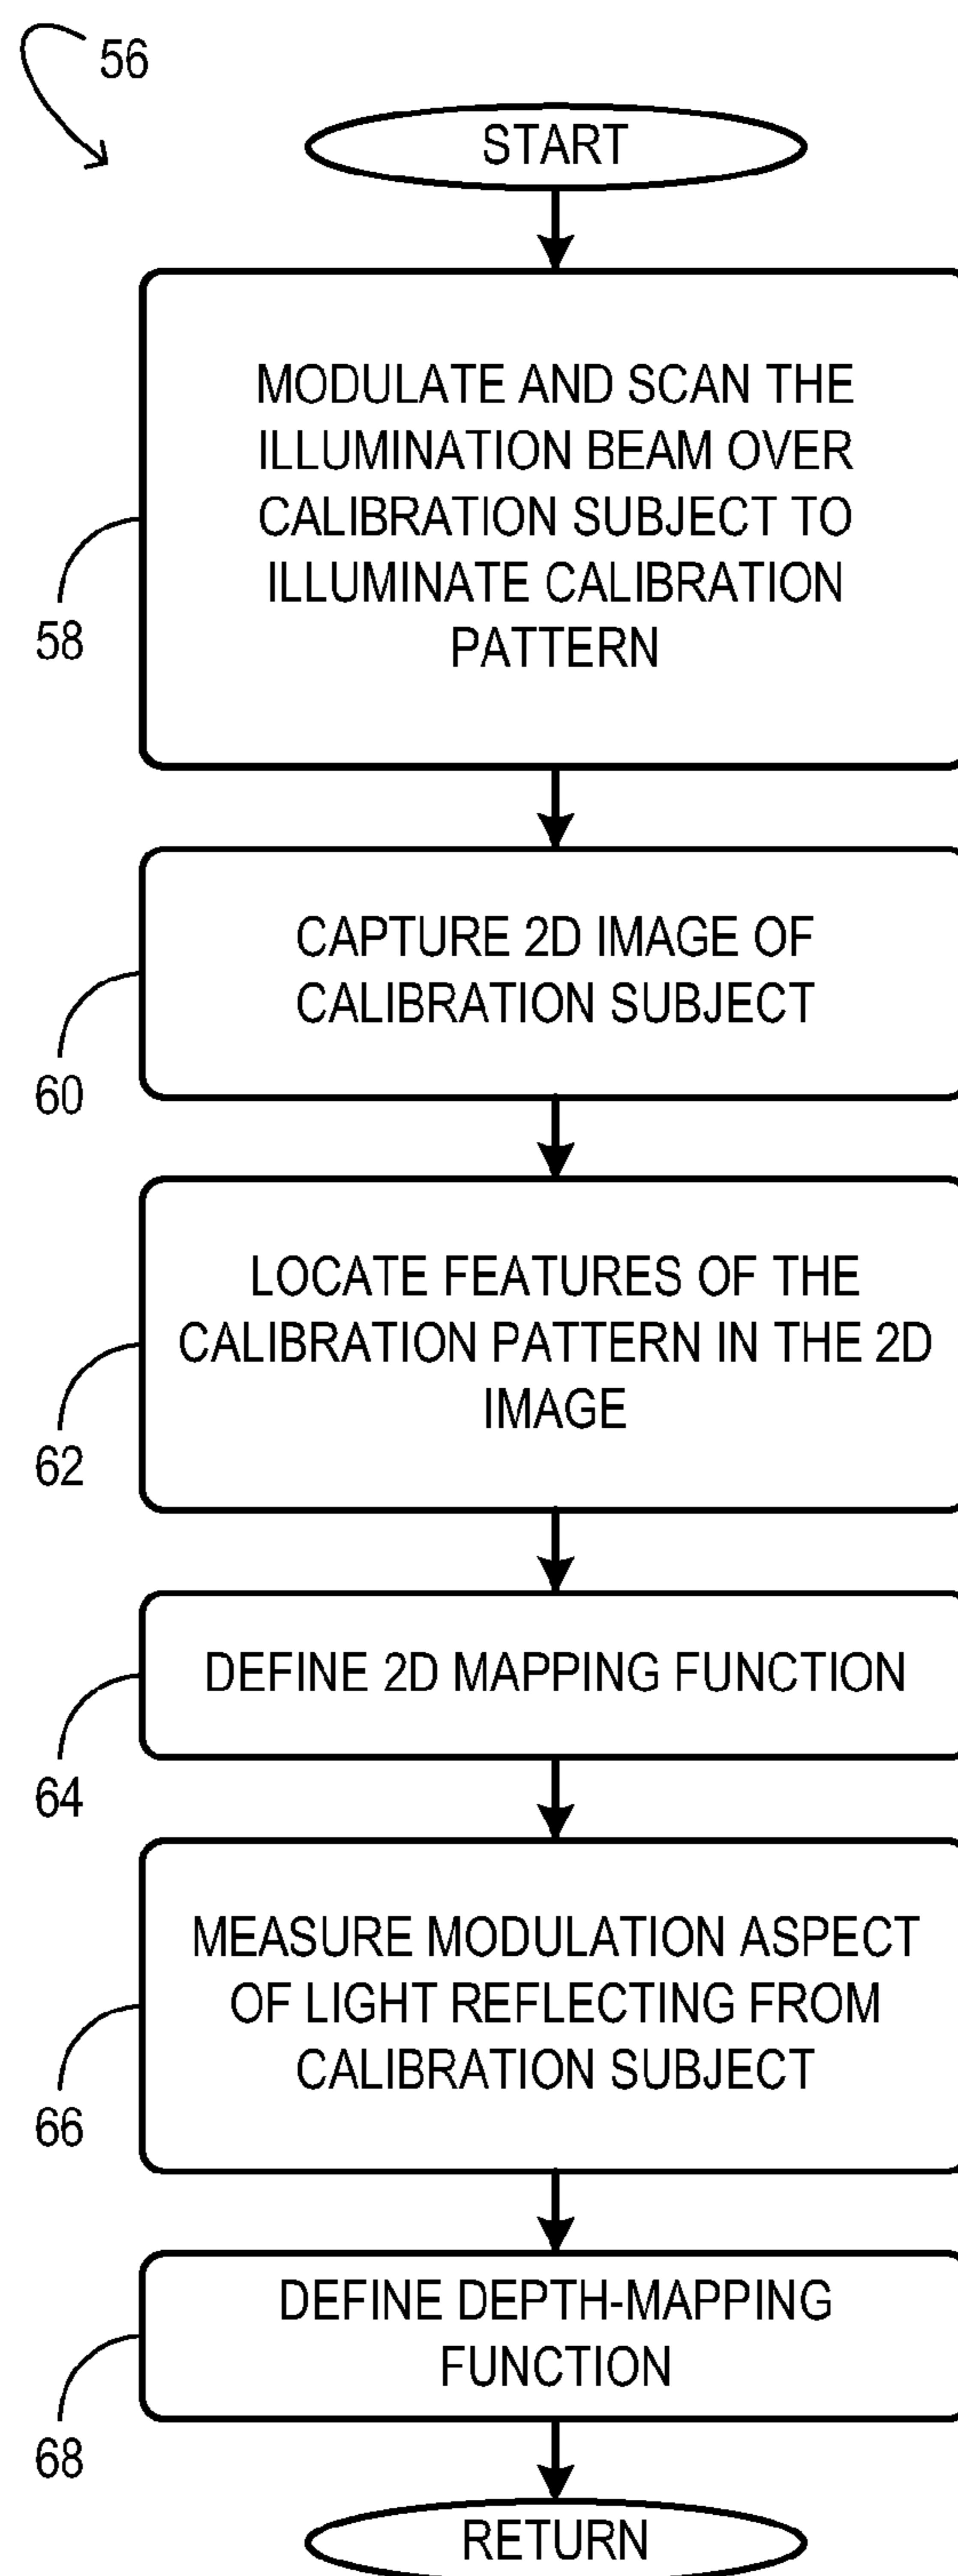 56
START
MODULATE AND SCAN THE
ILLUMINATION BEAM OVER
CALIBRATION SUBJECT TO
ILLUMINATE CALIBRATION
PATTERN
58
CAPTURE 2D IMAGE OF
CALIBRATION SUBJECT
60
LOCATE FEATURES OF THE
CALIBRATION PATTERN IN THE 2D
IMAGE
62
DEFINE 2D MAPPING FUNCTION
64
MEASURE MODULATION ASPECT
OF LIGHT REFLECTING FROM
CALIBRATION SUBJECT
66
DEFINE DEPTH-MAPPING
FUNCTION
68
RETURN